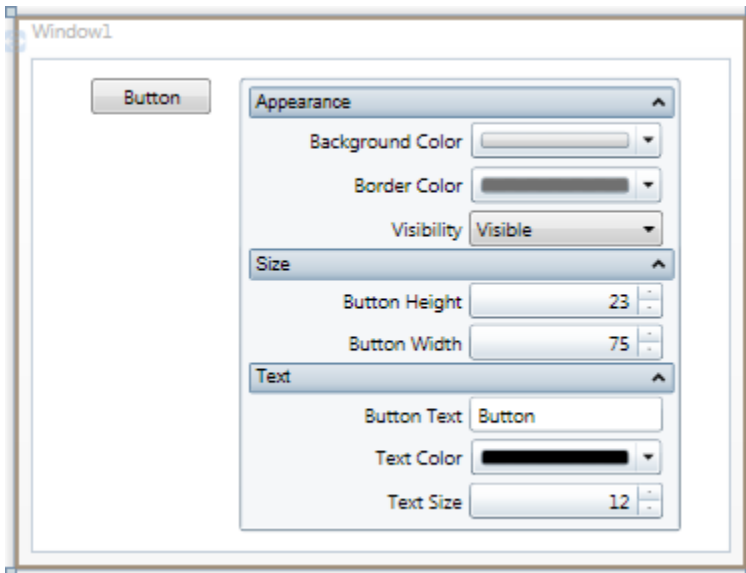 Window1
Button
Appearance
Background Color
Border Color
Visibility Visible
Size
Button Height 23
Button Width 75
Text
Button Text Button
Text Color
Text Size 12